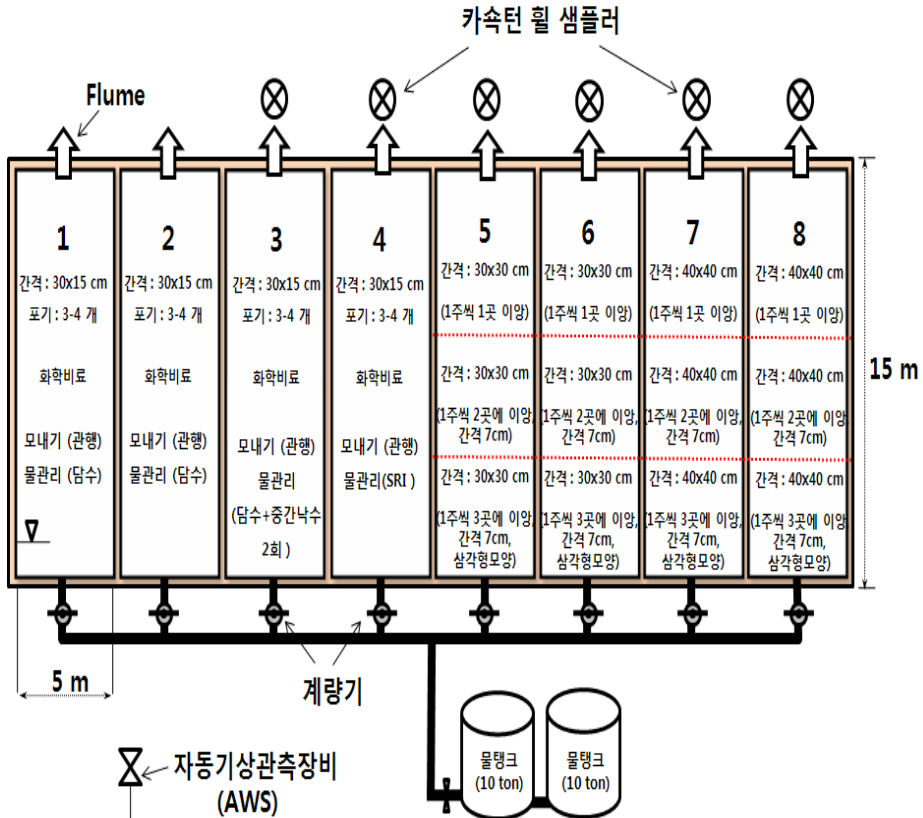 카숔턴 휠 샘플러
Flume
1
간격 : 30x15 cm
포기 : 3-4 개
화학비료
모내기 (관행)
물관리 (담수)
2
간격 : 30x15 cm
포기 : 3-4 개
화학비료
모내기 (관행)
물관리 (담수)
3
간격 : 30x15 cm
포기 : 3-4 개
화학비료
모내기 (관행)
물관리
(담수+중간낙수
2회 )
4
간격 : 30x15 cm
포기 : 3-4 개
화학비료
모내기 (관행)
물관리(SRI )
5
간격 : 30x30 cm
(1주씩 1곳 이앙)
간격 : 30x30 cm
(1주씩 2곳에 이앙,
간격 7cm)
간격 : 30x30 cm
(1주씩 3곳에 이앙,
간격 7cm,
삼각형모양)
6
간격 : 30x30 cm
(1주씩 1곳 이앙)
간격 : 30x30 cm
(1주씩 2곳에 이앙,
간격 7cm)
간격 : 30x30 cm
(1주씩 3곳에 이앙,
간격 7cm,
삼각형모양)
7
간격 : 40x40 cm
(1주씩 1곳 이앙)
간격 : 40x40 cm
(1주씩 2곳에 이앙,
간격 7cm)
간격 : 40x40 cm
(1주씩 3곳에 이앙,
간격 7cm,
삼각형모양)
8
간격 : 40x40 cm
(1주씩 1곳 이앙)
간격 : 40x40 cm
(1주씩 2곳에 이앙,
간격 7cm)
간격 : 40x40 cm
(1주씩 3곳에 이앙,
간격 7cm,
삼각형모양)
15 m
5 m
계량기
자동기상관측장비
(AWS)
물탱크
(10 ton)
물탱크
(10 ton)